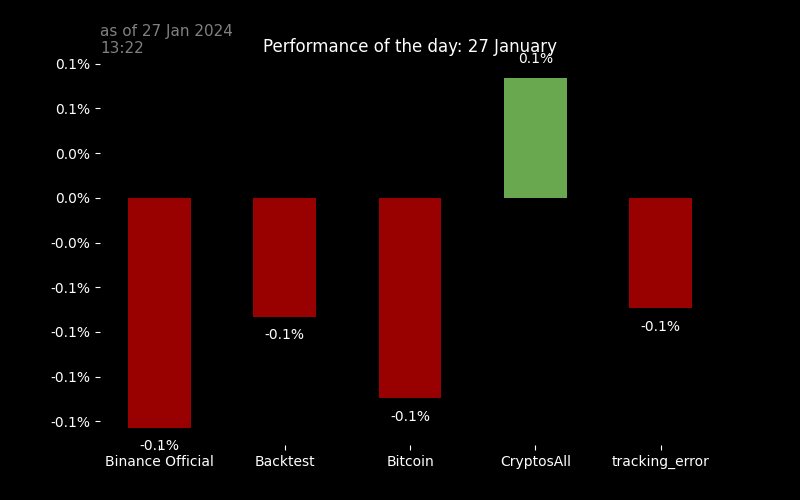 as of 27 Jan 2024
13:22
Performance of the day: 27 January
0.1%
0.1%
0.1%
0.0%
0.0%
-0.0%
-0.1%
-0.1%
-0.1%
-0.1%
-0.1%
-0.1%
-0.1%
-0.1%
Binance Official
Backtest
Bitcoin
CryptosAll
tracking_error